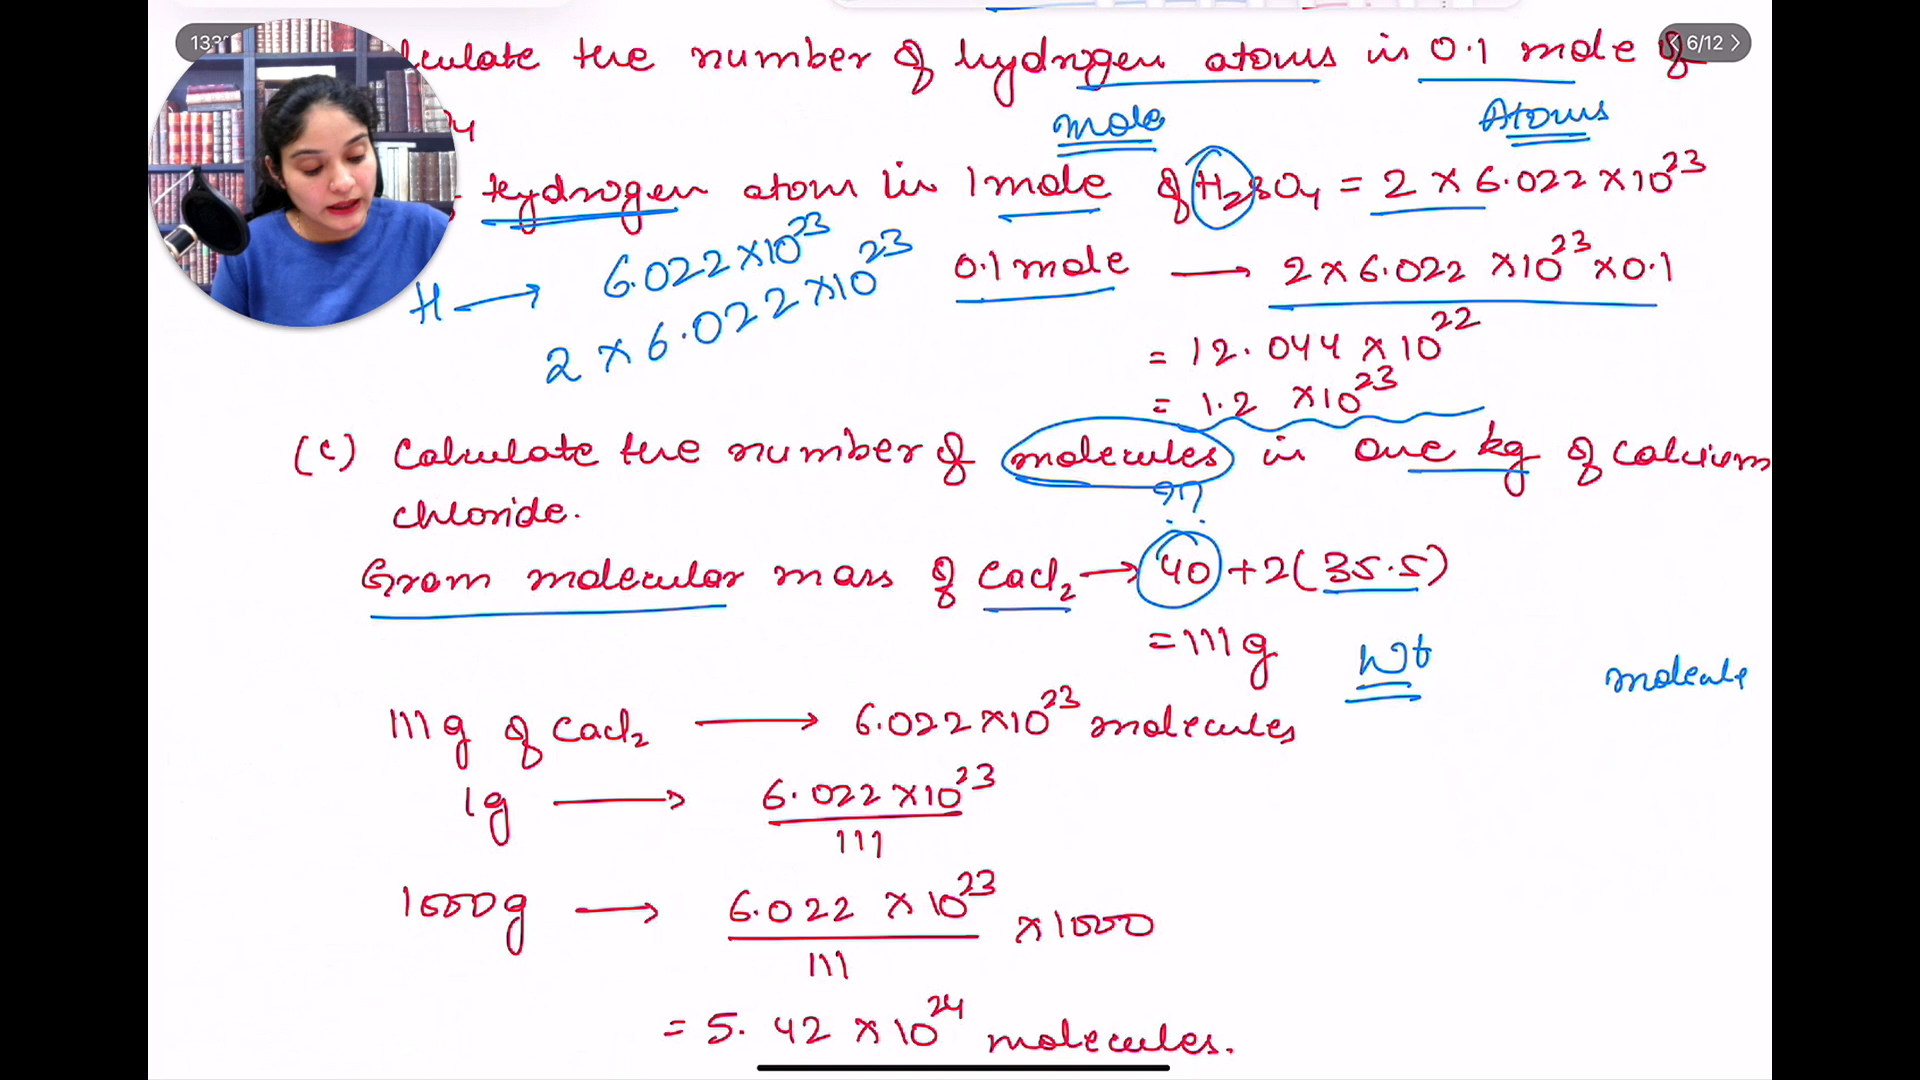 133
lculate the number of hydrogen atoms in 0.1 mole of
6/12
O4
mole
Atoms
Hydrogen atom in 1 mole of H2SO4 = 2 × 6.022 × 10^23
H → 6.022 × 10^23
2 × 6.022 × 10^23
0.1 mole → 2 × 6.022 × 10^23 × 0.1
= 12.044 × 10^22
= 1.2 × 10^23
(c) Calculate the number of molecules in one kg of calcium
chloride.
??
Gram molecular mass of CaCl2 → 40 + 2(35.5)
= 111 g
Wt
molecule
111 g of CaCl2 → 6.022 × 10^23 molecules
1g → 6.022 × 10^23
111
1000g → 6.022 × 10^23 × 1000
111
= 5.42 × 10^24 molecules.